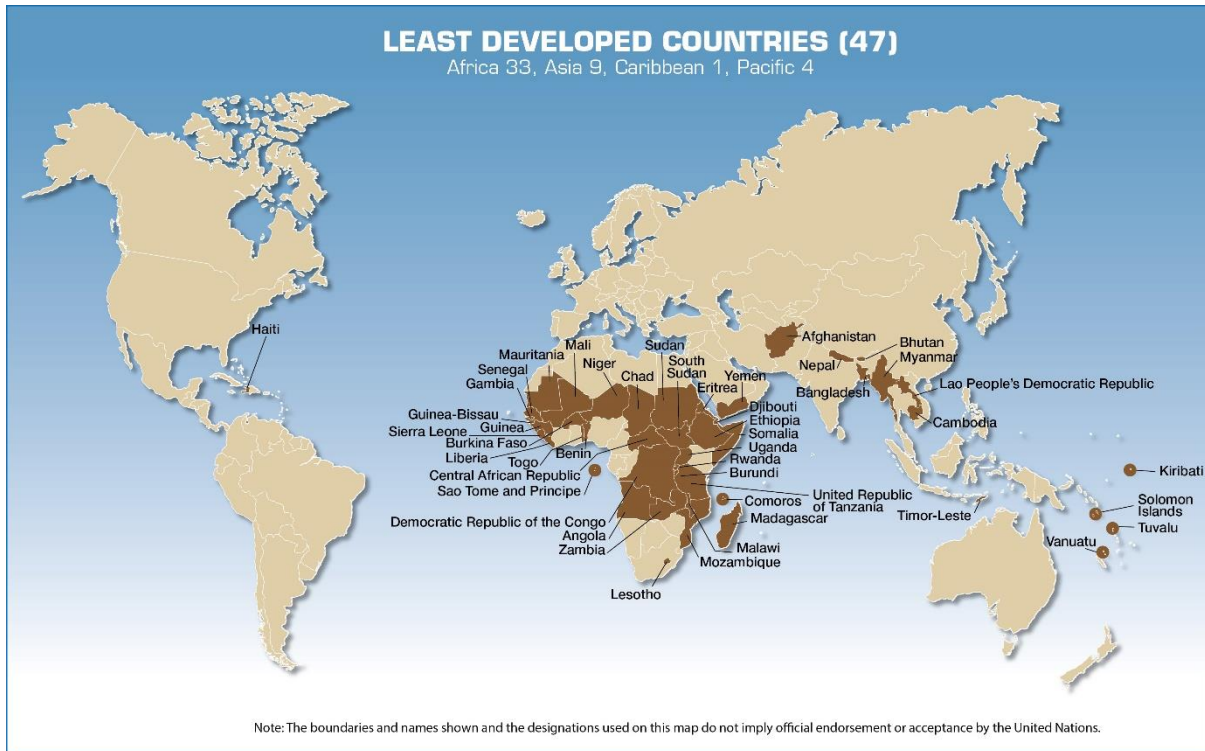 LEAST DEVELOPED COUNTRIES (47)
Africa 33, Asia 9, Caribbean 1, Pacific 4
Haiti
Mauritania
Mali
Niger
Chad
Sudan
South
Sudan
Eritrea
Yemen
Senegal
Gambia
Guinea-Bissau
Guinea
Sierra Leone
Burkina Faso
Liberia
Togo
Benin
Central African Republic
Sao Tome and Principe
Democratic Republic of the Congo
Angola
Zambia
Lesotho
Djibouti
Ethiopia
Somalia
Uganda
Rwanda
Burundi
United Republic
of Tanzania
Comoros
Madagascar
Malawi
Mozambique
Afghanistan
Nepal
Bhutan
Myanmar
Bangladesh
Lao People's Democratic Republic
Cambodia
Timor-Leste
Kiribati
Solomon
Islands
Tuvalu
Vanuatu
Note: The boundaries and names shown and the designations used on this map do not imply official endorsement or acceptance by the United Nations.